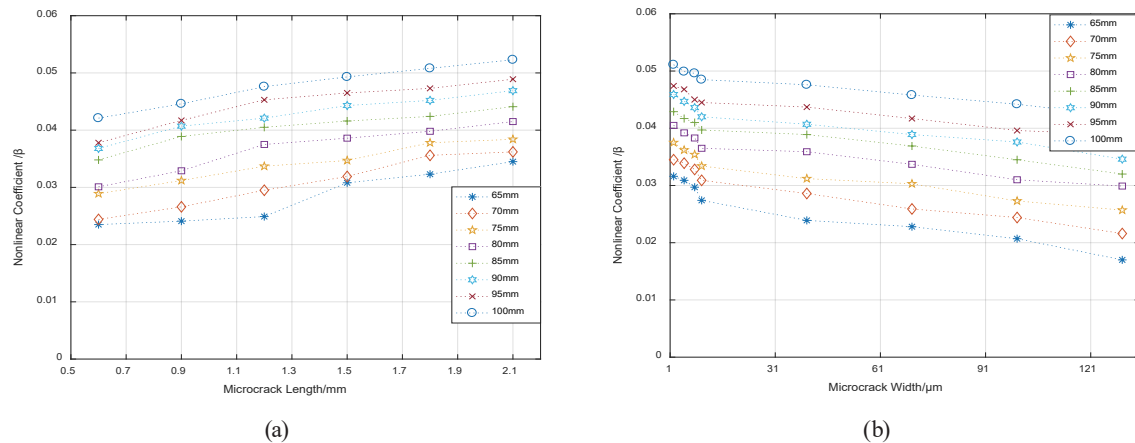 0.06
0.05
0.04
0.03
0.02
0.01
0
Nonlinear Coefficient /β
0.5 0.7 0.9 1.1 1.3 1.5 1.7 1.9 2.1
Microcrack Length/mm
65mm
70mm
75mm
80mm
85mm
90mm
95mm
100mm
(a)
0.06
0.05
0.04
0.03
0.02
0.01
0
Nonlinear Coefficient /β
1 31 61 91 121
Microcrack Width/μm
65mm
70mm
75mm
80mm
85mm
90mm
95mm
100mm
(b)